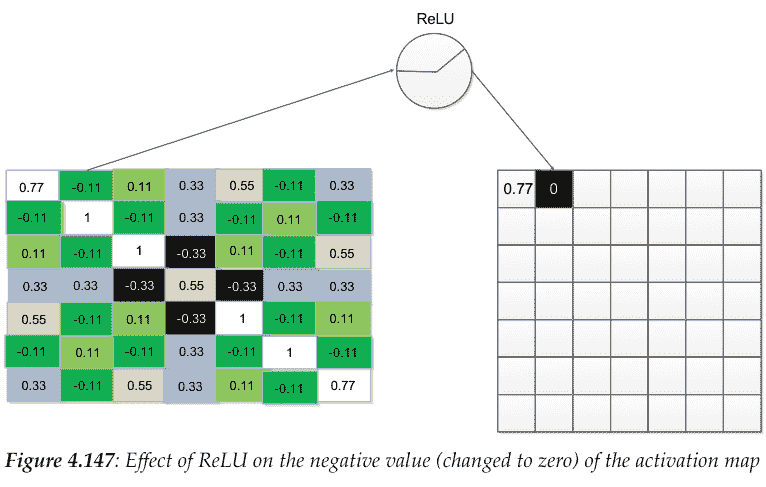 ReLU
0.77 -0.11 0.11 0.33 0.55 -0.11 0.33
0.77 0
-0.11 1 -0.11 0.33 -0.11 0.11 -0.11
0.11 -0.11 1 -0.33 0.11 -0.11 0.55
0.33 0.33 -0.33 0.55 -0.33 0.33 0.33
0.55 -0.11 0.11 -0.33 1 -0.11 0.11
-0.11 0.11 -0.11 0.33 -0.11 1 -0.11
0.33 -0.11 0.55 0.33 0.11 -0.11 0.77
Figure 4.147: Effect of ReLU on the negative value (changed to zero) of the activation map